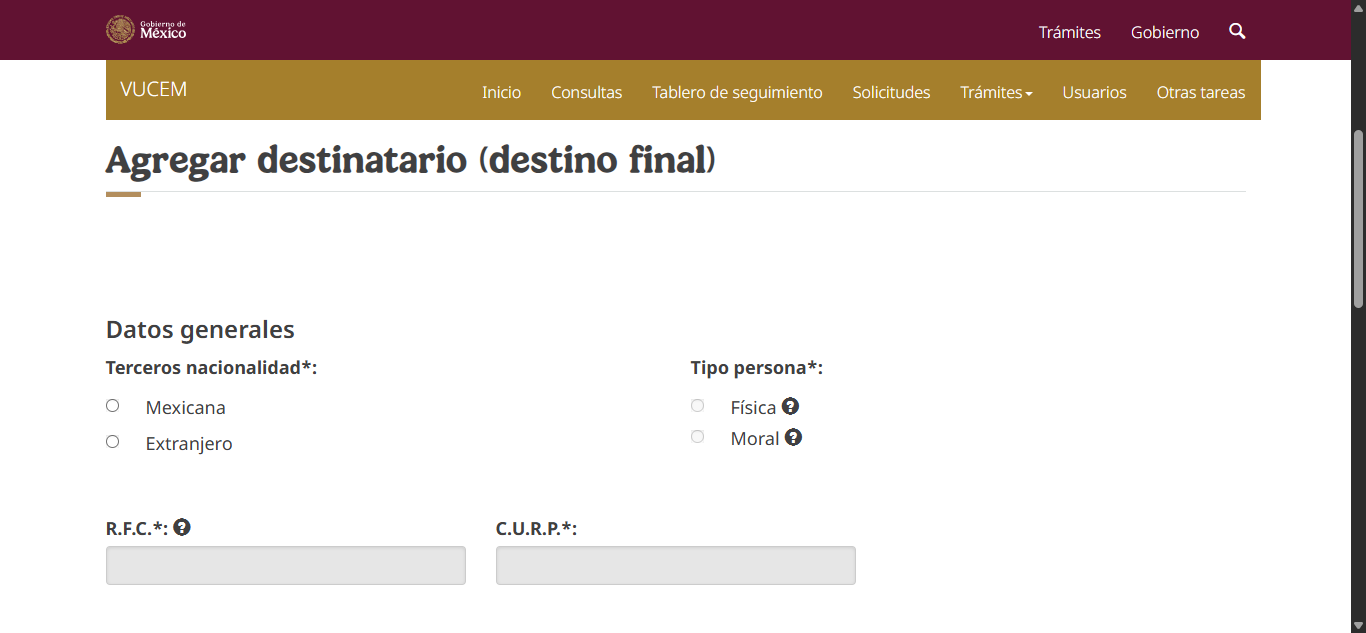 Gobierno de
México
Trámites Gobierno
VUCEM
Inicio Consultas Tablero de seguimiento Solicitudes Trámites Usuarios Otras tareas
Agregar destinatario (destino final)
Datos generales
Terceros nacionalidad*: Tipo persona*:
Mexicana Física ?
Extranjero Moral ?
R.F.C.*: ? C.U.R.P.*: